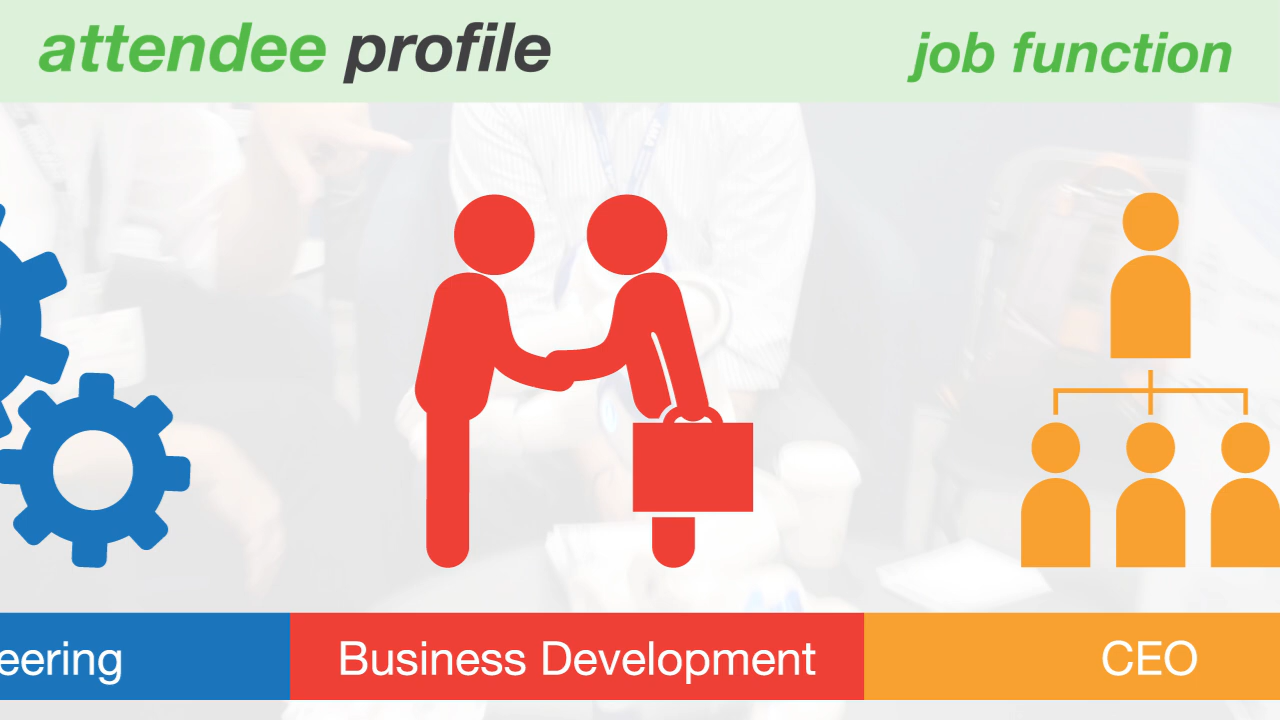 attendee profile
job function
eering
Business Development
CEO